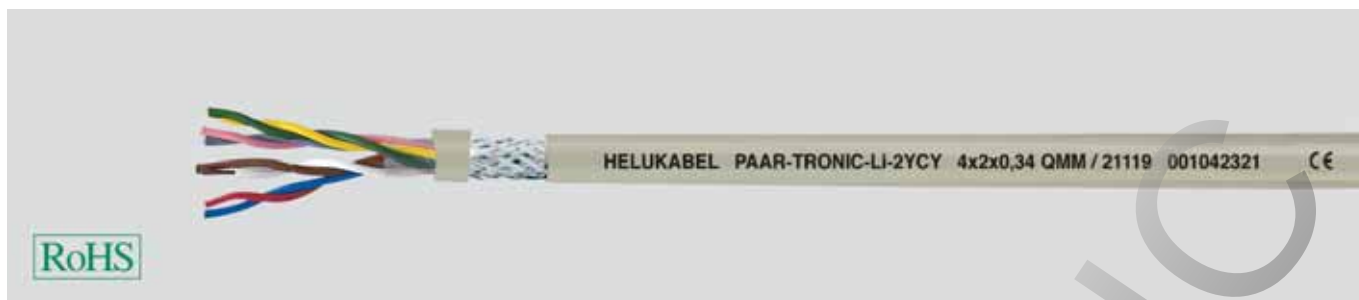 HELUKABEL PAAR-TRONIC-Li-2YCY 4x2x0,34 QMM / 21119 001042321 CE
RoHS